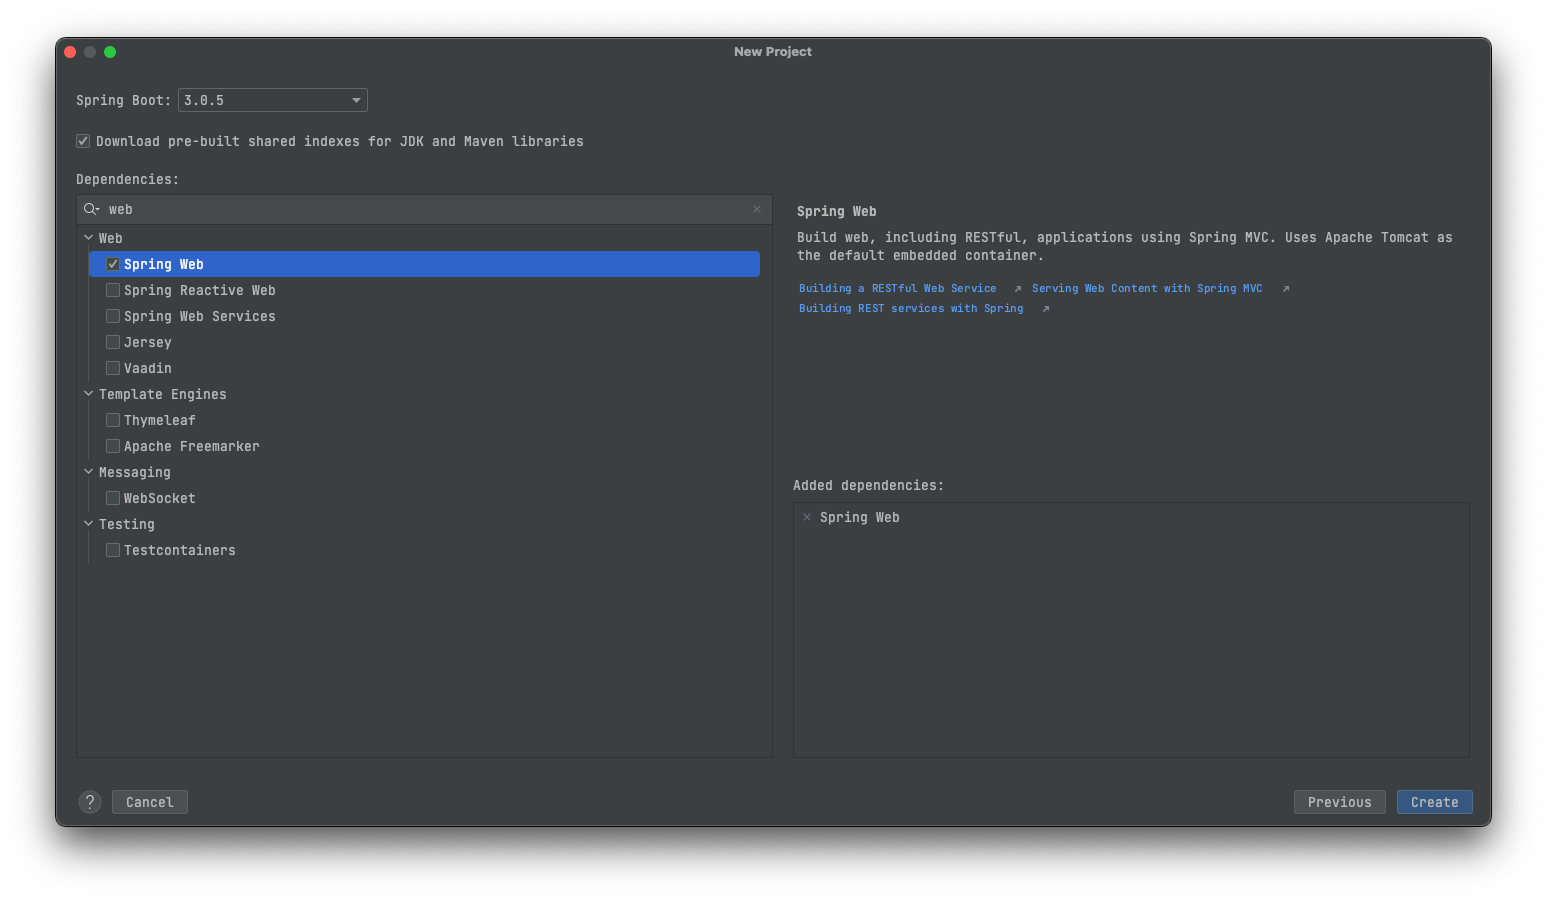 New Project
Spring Boot: 3.0.5
Download pre-built shared indexes for JDK and Maven libraries
Dependencies:
web
Web
Spring Web
Spring Reactive Web
Spring Web Services
Jersey
Vaadin
Template Engines
Thymeleaf
Apache Freemarker
Messaging
WebSocket
Testing
Testcontainers
Spring Web
Build web, including RESTful, applications using Spring MVC. Uses Apache Tomcat as
the default embedded container.
Building a RESTful Web Service Serving Web Content with Spring MVC
Building REST services with Spring
Added dependencies:
Spring Web
? Cancel Previous Create